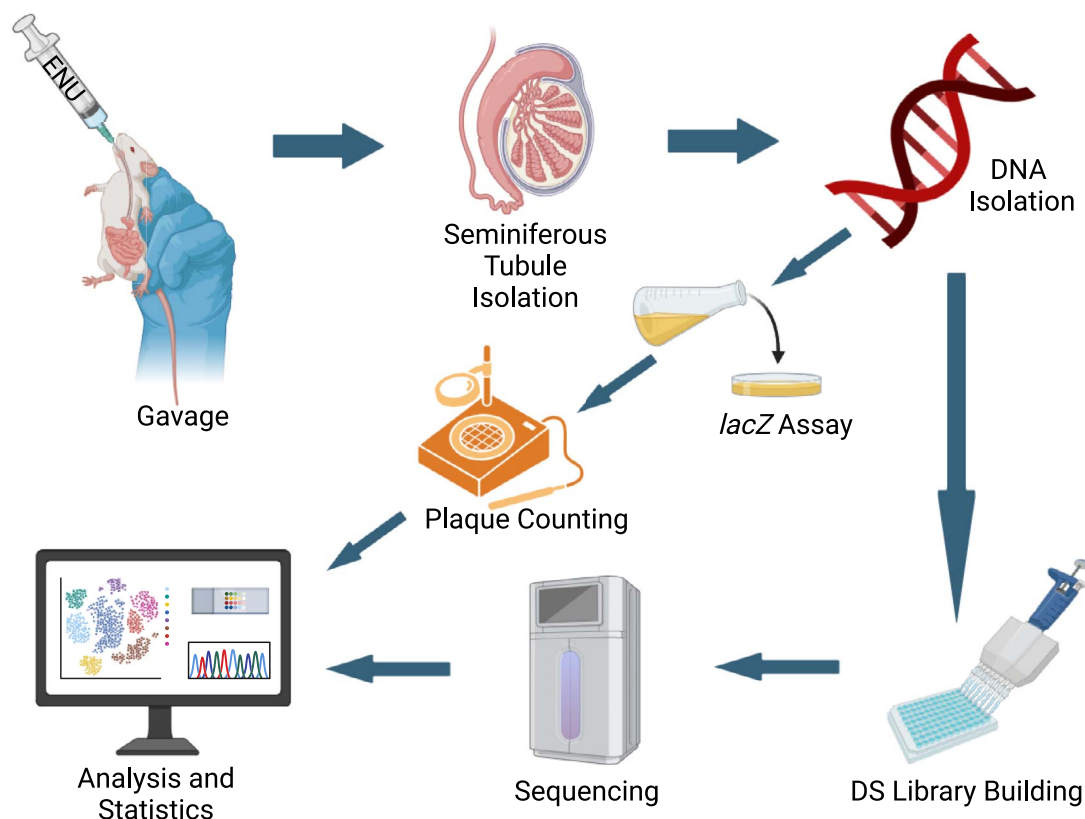 ENU
Gavage
Seminiferous
Tubule
Isolation
DNA
Isolation
lacZ Assay
Plaque Counting
Analysis and
Statistics
Sequencing
DS Library Building